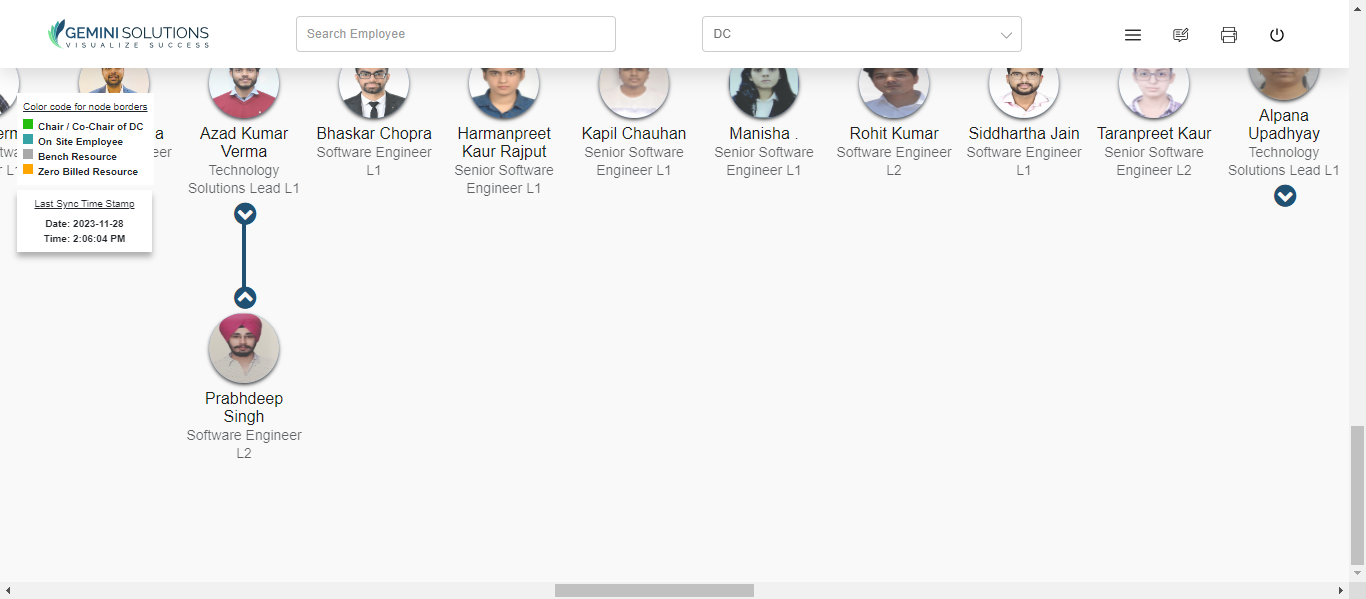 GEMINI SOLUTIONS
VISUALIZE SUCCESS
Search Employee
DC
Color code for node borders
Chair / Co-Chair of DC
On Site Employee
Bench Resource
Zero Billed Resource
Last Sync Time Stamp
Date: 2023-11-28
Time: 2:06:04 PM
Azad Kumar
Verma
Technology
Solutions Lead L1
Bhaskar Chopra
Software Engineer
L1
Harmanpreet
Kaur Rajput
Senior Software
Engineer L1
Kapil Chauhan
Senior Software
Engineer L1
Manisha .
Senior Software
Engineer L1
Rohit Kumar
Software Engineer
L2
Siddhartha Jain
Software Engineer
L1
Taranpreet Kaur
Senior Software
Engineer L2
Alpana
Upadhyay
Technology
Solutions Lead L1
Prabhdeep
Singh
Software Engineer
L2